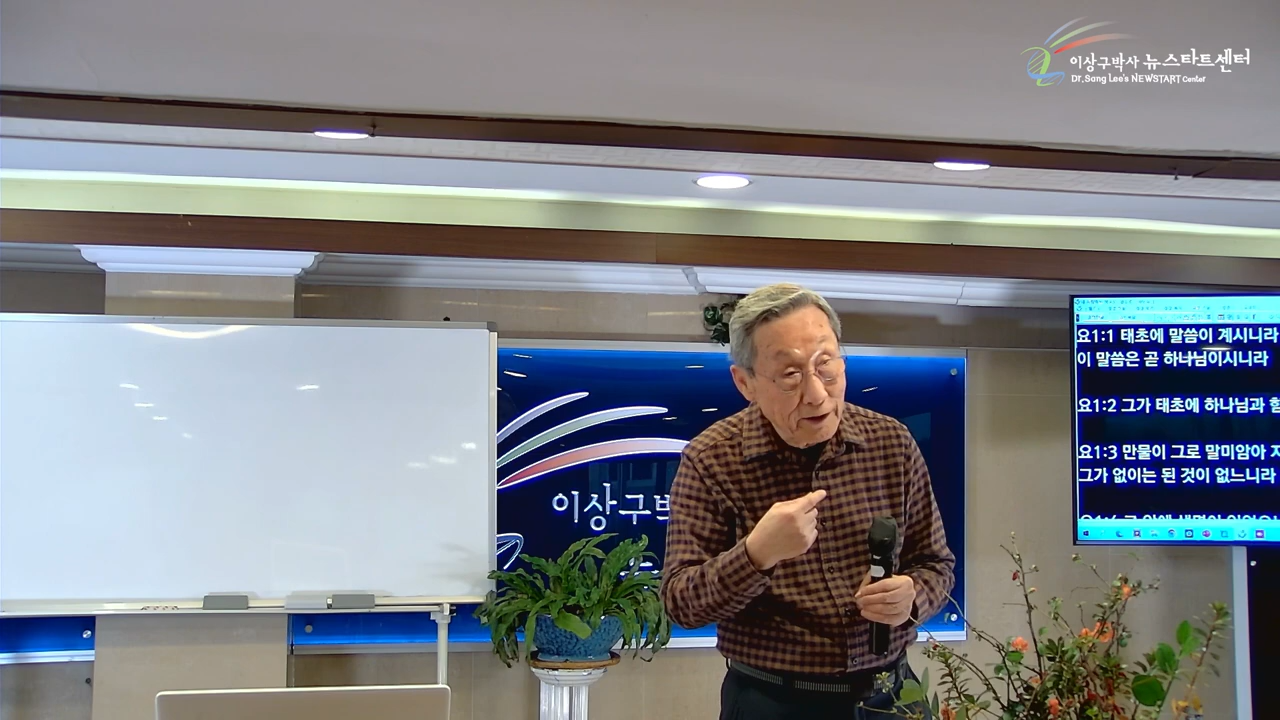 이상구박사 뉴스타트센터
Dr. Sang Lee's NEWSTART Center
이상구박
요1:1 태초에 말씀이 계시니라
이 말씀은 곧 하나님이시니라
요1:2 그가 태초에 하나님과 함
요1:3 만물이 그로 말미암아 지
그가 없이는 된 것이 없느니라